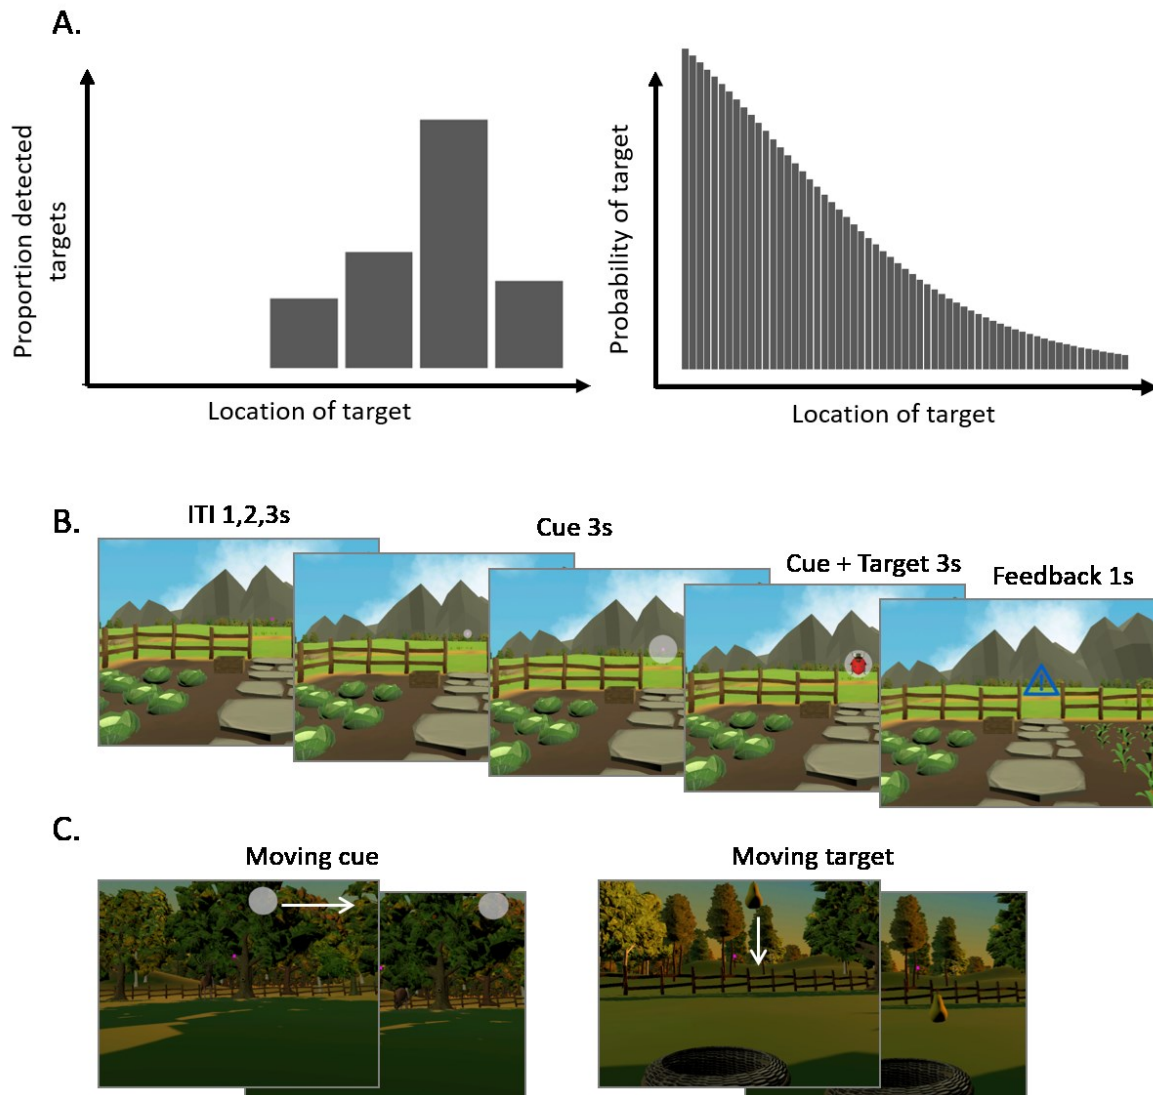 A.
Proportion detected
targets
Location of target
Probability of target
Location of target
B.
ITI 1,2,3s
Cue 3s
Cue + Target 3s
Feedback 1s
C.
Moving cue
Moving target